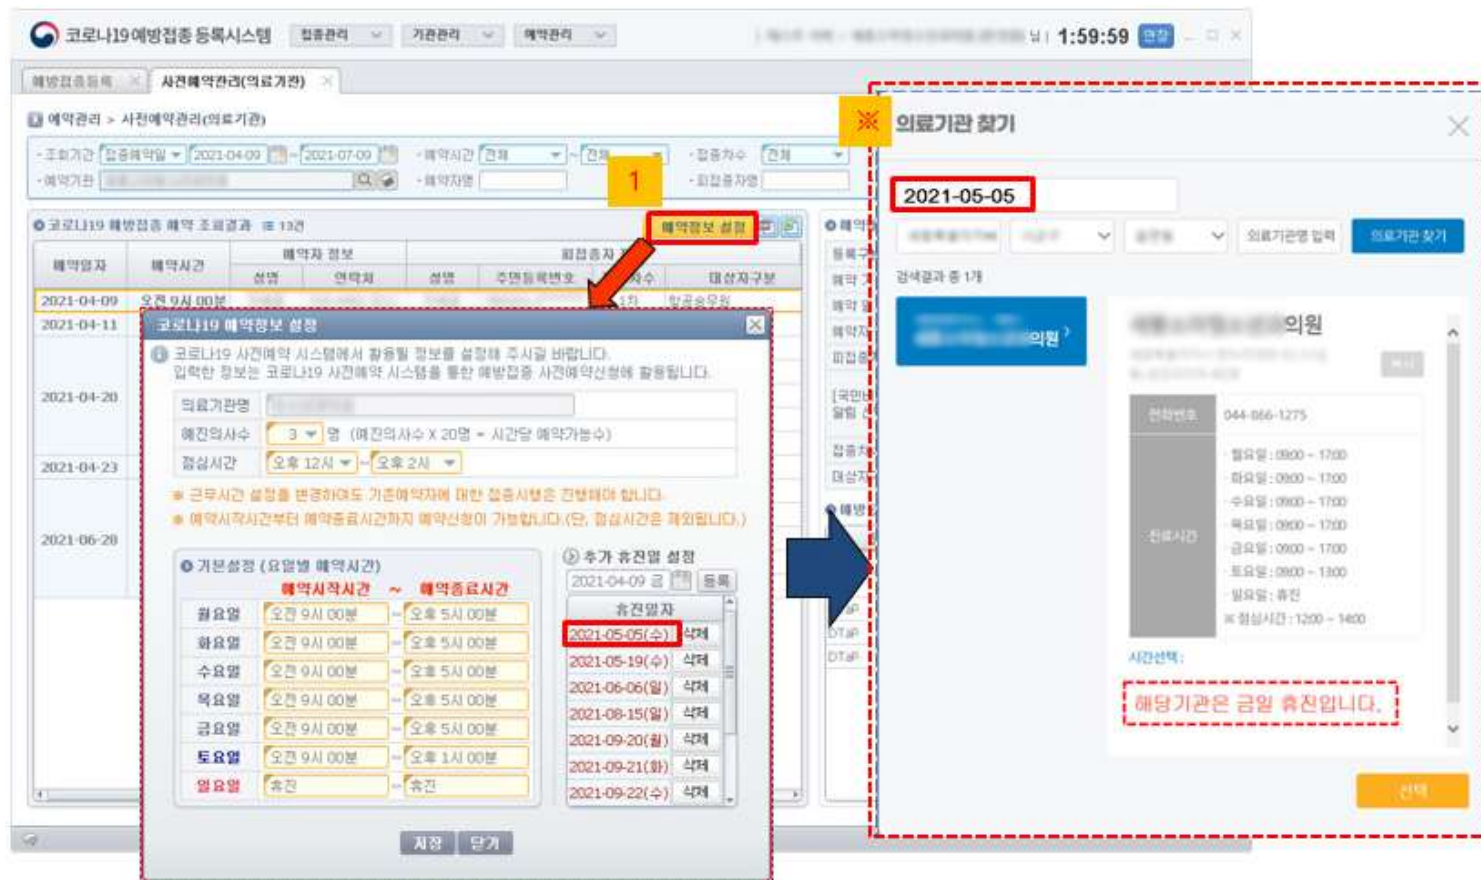 코로나19예방접종등록시스템 접종관리 기관관리 예약관리 님 | 1:59:59 연장
예방접종등록 사전예약관리(의료기관)
예약관리 > 사전예약관리(의료기관)
조회기간 접종예약일 2021-04-09 ~ 2021-07-09 예약시간 전체 ~ 전체 접종차수 전체
예약기관 예약자명 피접종자명
1
코로나19 예방접종 예약 조회결과 13건 예약정보 설정
예약일자 예약시간 예약자 정보 피접종자
성명 연락처 성명 주민등록번호 차수 대상자구분
2021-04-09 오전 9시 00분 1차 항공승무원
2021-04-11
2021-04-20
2021-04-23
2021-06-28
코로나19 예약정보 설정
코로나19 사전예약 시스템에서 활용될 정보를 설정해 주시길 바랍니다.
입력한 정보는 코로나19 사전예약 시스템을 통한 예방접종 사전예약신청에 활용됩니다.
의료기관명
예진의사수 3 명 (예진의사수 X 20명 = 시간당 예약가능수)
점심시간 오후 12시 ~ 오후 2시
※ 근무시간 설정을 변경하여도 기존예약자에 대한 접종시행은 진행해야 합니다.
※ 예약시작시간부터 예약종료시간까지 예약신청이 가능합니다.(단, 점심시간은 제외됩니다.)
기본설정 (요일별 예약시간)
예약시작시간 ~ 예약종료시간
월요일 오전 9시 00분 ~ 오후 5시 00분
화요일 오전 9시 00분 ~ 오후 5시 00분
수요일 오전 9시 00분 ~ 오후 5시 00분
목요일 오전 9시 00분 ~ 오후 5시 00분
금요일 오전 9시 00분 ~ 오후 5시 00분
토요일 오전 9시 00분 ~ 오후 1시 00분
일요일 휴진 ~ 휴진
추가 휴진일 설정
2021-04-09 금 등록
휴진일자
2021-05-05(수) 삭제
2021-05-19(수) 삭제
2021-06-06(일) 삭제
2021-08-15(일) 삭제
2021-09-20(월) 삭제
2021-09-21(화) 삭제
2021-09-22(수) 삭제
저장 닫기
DTaP
DTaP
※ 의료기관 찾기
2021-05-05
의료기관명 입력 의료기관 찾기
검색결과 총 1개
의원
의원
전화번호 044-866-1275
진료시간
월요일 : 0900 ~ 1700
화요일 : 0900 ~ 1700
수요일 : 0900 ~ 1700
목요일 : 0900 ~ 1700
금요일 : 0900 ~ 1700
토요일 : 0900 ~ 1300
일요일 : 휴진
※ 점심시간 : 1200 ~ 1400
시간선택 :
해당기관은 금일 휴진입니다.
선택